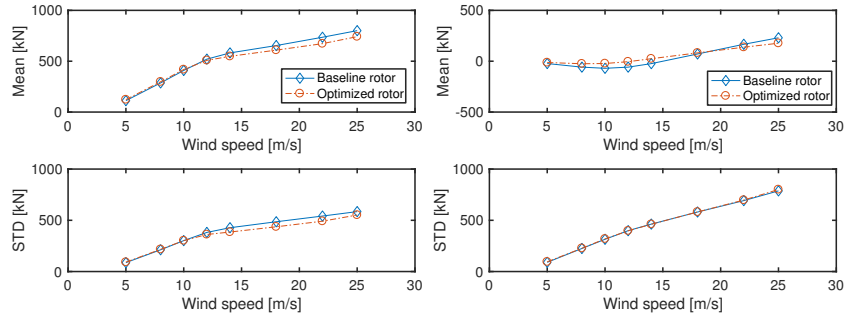 1000
500
0
Mean [kN]
Baseline rotor
Optimized rotor
0 5 10 15 20 25 30
Wind speed [m/s]
500
0
-500
Mean [kN]
Baseline rotor
Optimized rotor
0 5 10 15 20 25 30
Wind speed [m/s]
1000
500
0
STD [kN]
0 5 10 15 20 25 30
Wind speed [m/s]
1000
500
0
STD [kN]
0 5 10 15 20 25 30
Wind speed [m/s]